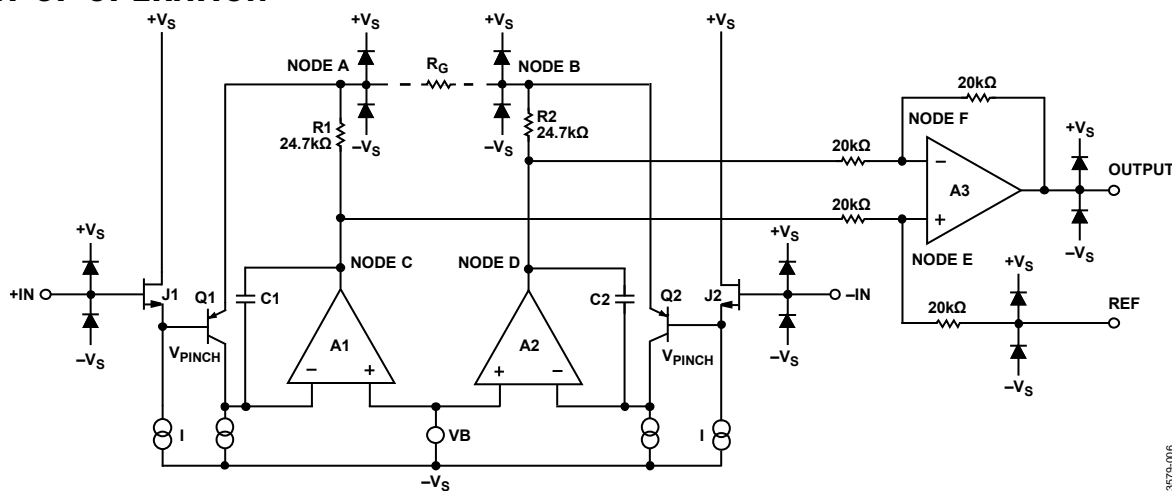 +VS
+VS
+VS
+VS
NODE A
RG
NODE B
R1
24.7kΩ
R2
24.7kΩ
–VS
–VS
20kΩ
NODE F
20kΩ
+VS
–
A3
OUTPUT
20kΩ
+
–VS
NODE E
+VS
NODE C
NODE D
+VS
+VS
+IN
J1
Q1
C1
C2
Q2
J2
–IN
20kΩ
REF
–VS
VPINCH
A1
A2
VPINCH
–VS
–VS
–
+
+
–
I
VB
I
–VS
3579-006